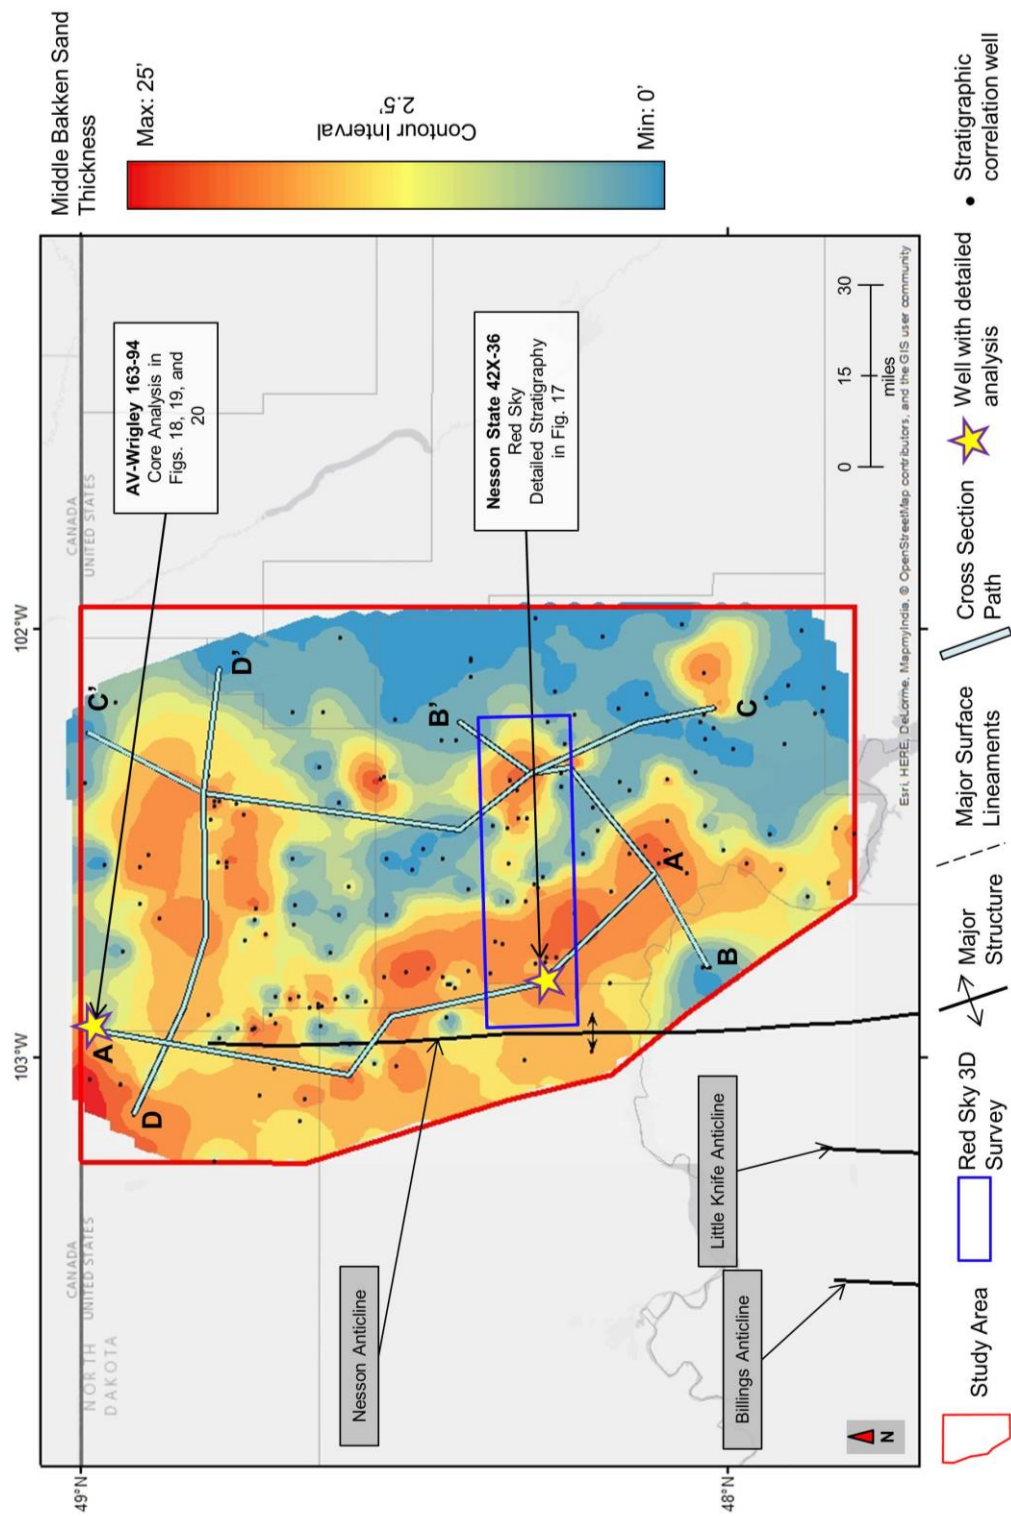 Middle Bakken Sand
Thickness
Max: 25'
Contour Interval
2.5'
Min: 0'
103°W
102°W
49°N
48°N
CANADA
UNITED STATES
NORTH
DAKOTA
CANADA
UNITED STATES
AV-Wrigley 163-94
Core Analysis in
Figs. 18, 19, and
20
Nesson State 42X-36
Red Sky
Detailed Stratigraphy
in Fig. 17
A
D
C'
D'
B'
A'
B
C
Nesson Anticline
Little Knife Anticline
Billings Anticline
N
0
15
30
miles
Esri, HERE, DeLorme, MapmyIndia, © OpenStreetMap contributors, and the GIS user community
Study Area
Red Sky 3D
Survey
Major
Structure
Major Surface
Lineaments
Cross Section
Path
Well with detailed
analysis
Stratigraphic
correlation well